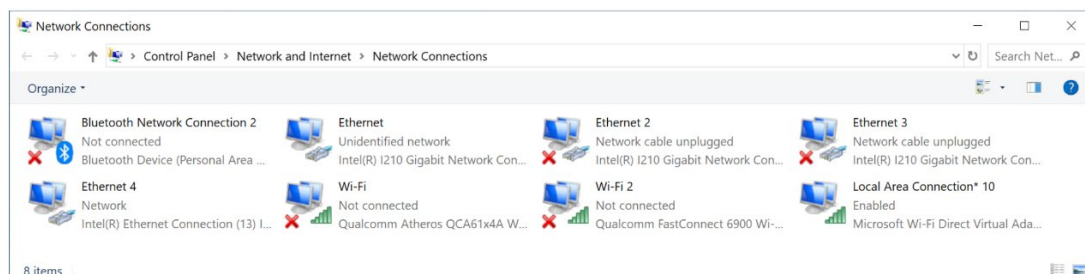 Network Connections
Control Panel > Network and Internet > Network Connections
Search Net...
Organize
Bluetooth Network Connection 2
Not connected
Bluetooth Device (Personal Area ...
Ethernet
Unidentified network
Intel(R) I210 Gigabit Network Con...
Ethernet 2
Network cable unplugged
Intel(R) I210 Gigabit Network Con...
Ethernet 3
Network cable unplugged
Intel(R) I210 Gigabit Network Con...
Ethernet 4
Network
Intel(R) Ethernet Connection (13) I...
Wi-Fi
Not connected
Qualcomm Atheros QCA61x4A W...
Wi-Fi 2
Not connected
Qualcomm FastConnect 6900 Wi-...
Local Area Connection* 10
Enabled
Microsoft Wi-Fi Direct Virtual Ada...
8 items